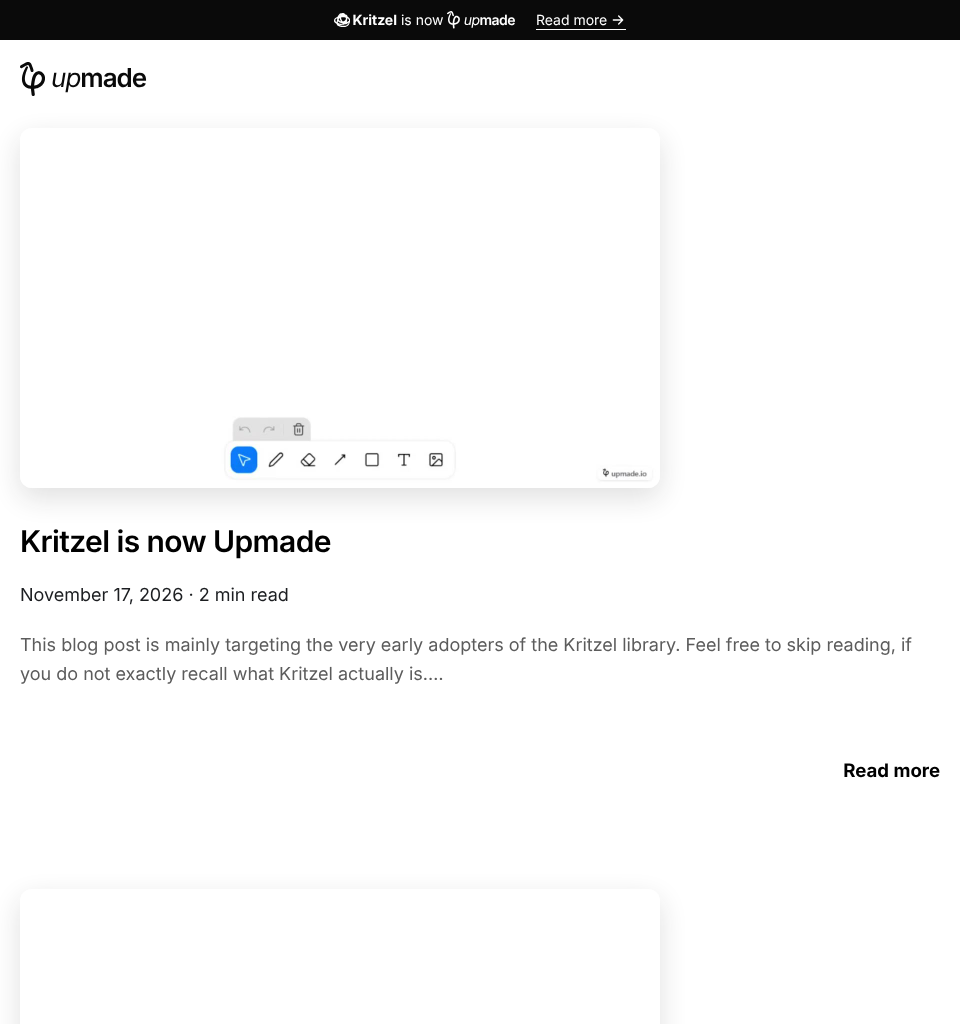 Kritzel is now upmade Read more →
upmade
T
upmade.io
Kritzel is now Upmade
November 17, 2026 · 2 min read
This blog post is mainly targeting the very early adopters of the Kritzel library. Feel free to skip reading, if
you do not exactly recall what Kritzel actually is....
Read more